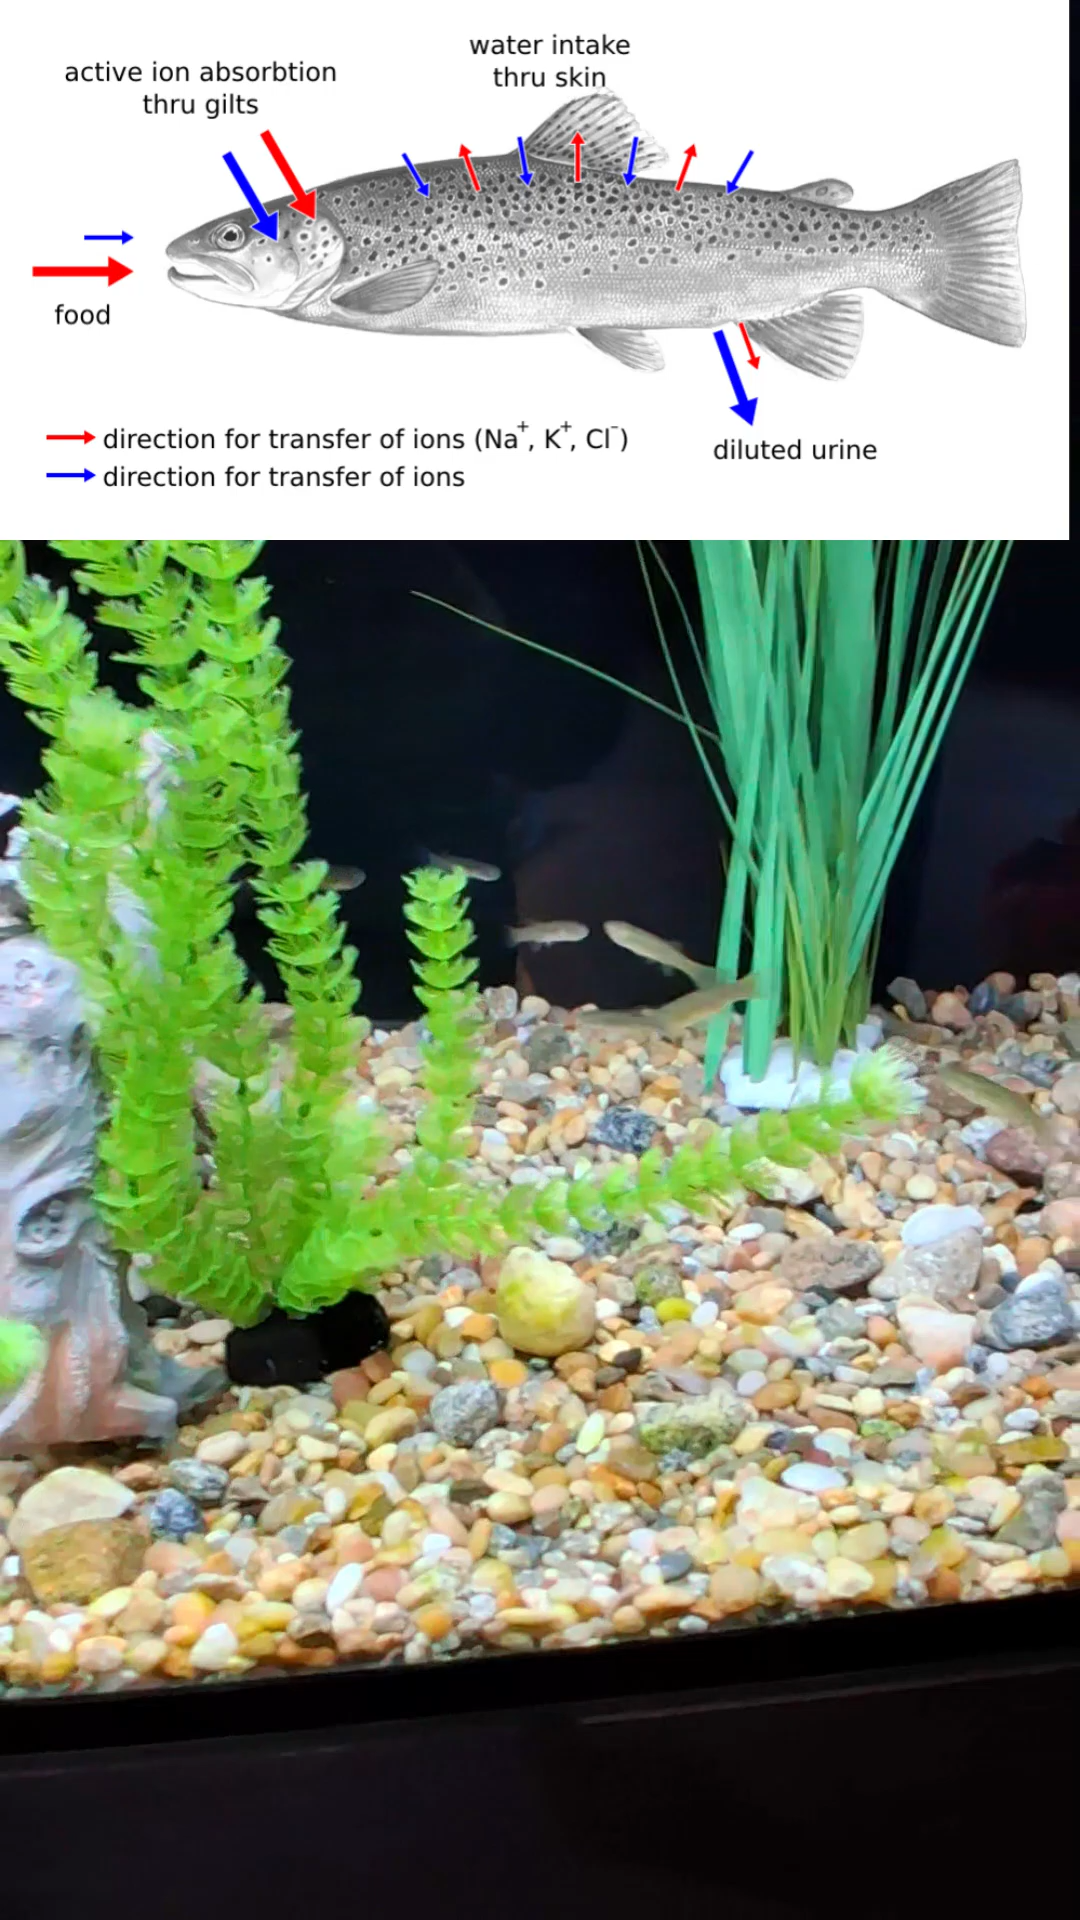 water intake
thru skin
active ion absorbtion
thru gilts
food
direction for transfer of ions (Na⁺, K⁺, Cl⁻)
direction for transfer of ions
diluted urine